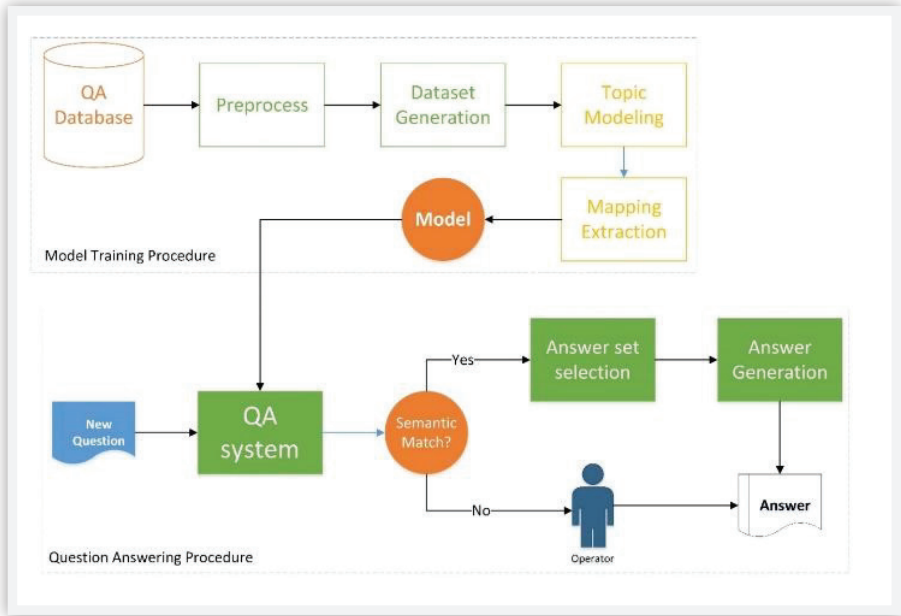 QA
Database
Preprocess
Dataset
Generation
Topic
Modeling
Model
Mapping
Extraction
Model Training Procedure
Yes
Answer set
selection
Answer
Generation
New
Question
QA
system
Semantic
Match?
No
Operator
Answer
Question Answering Procedure